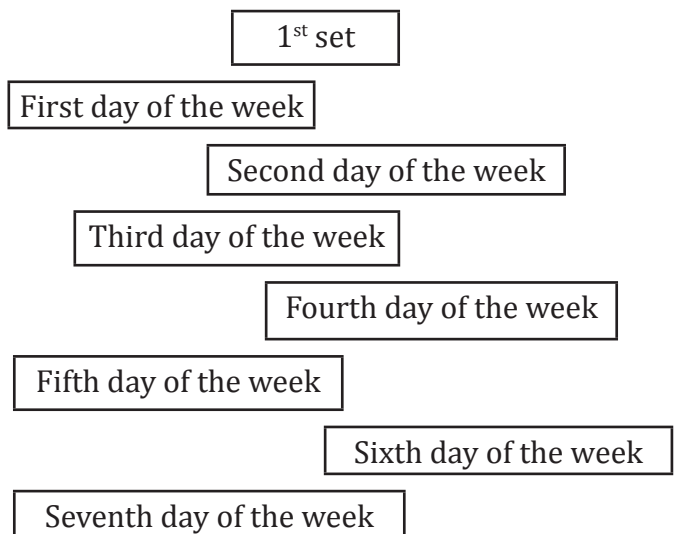 1st set
First day of the week
Second day of the week
Third day of the week
Fourth day of the week
Fifth day of the week
Sixth day of the week
Seventh day of the week